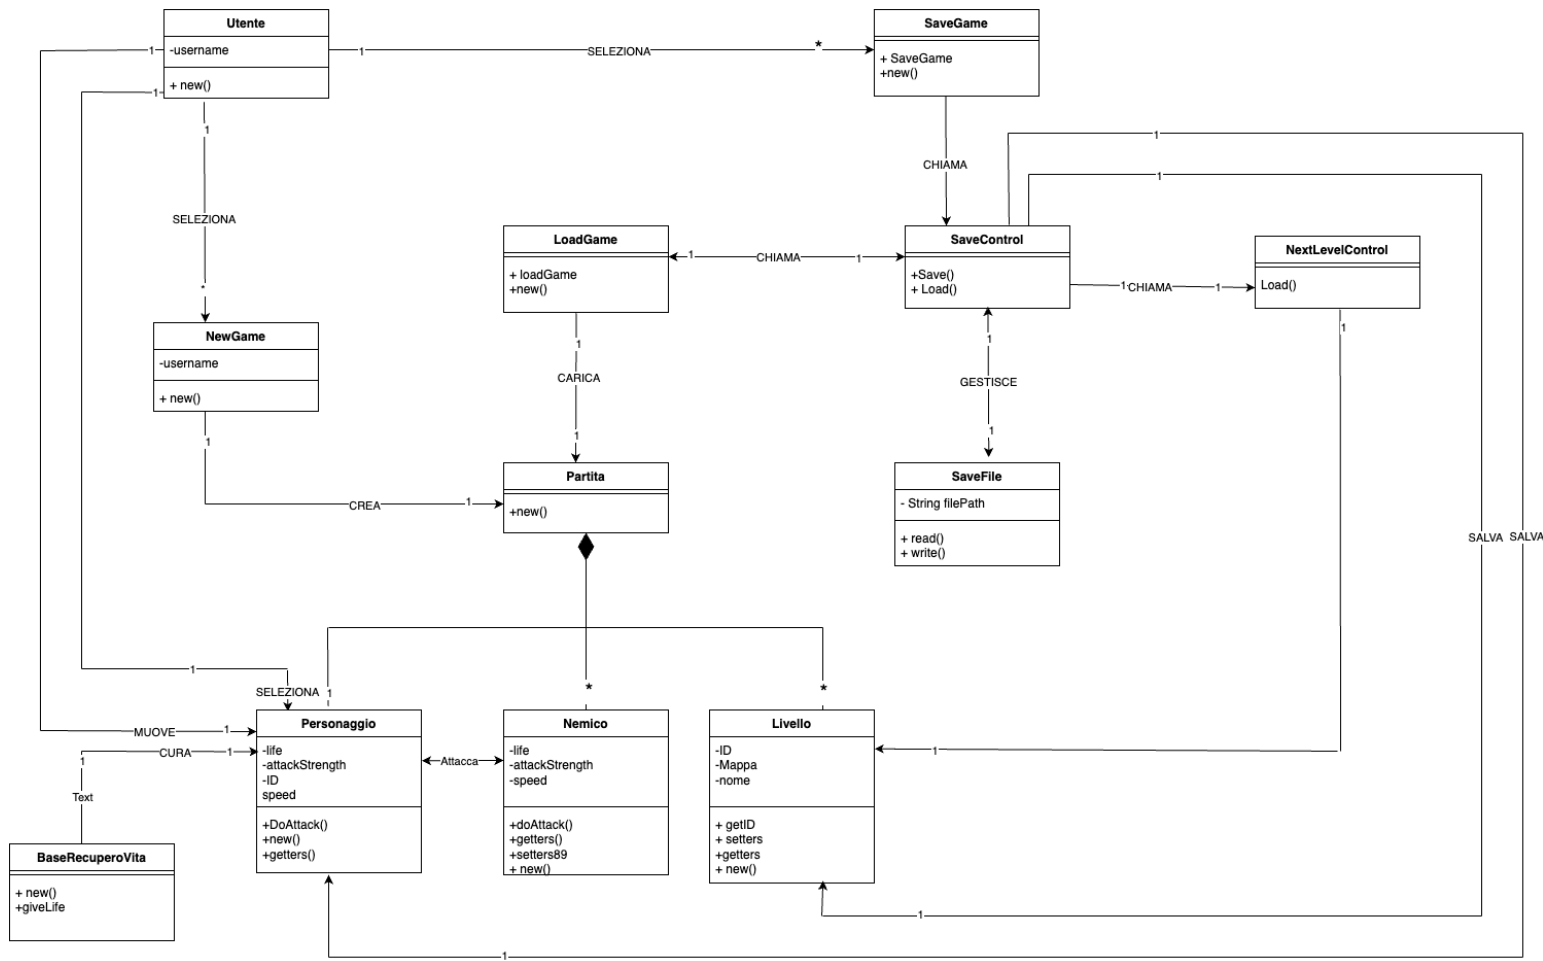 Utente
-username
+ new()
SaveGame
+ SaveGame
+new()
1
1
SELEZIONA
*
1
1
SELEZIONA
*
CHIAMA
1
1
SALVA
SALVA
LoadGame
+ loadGame
+new()
1
CHIAMA
1
SaveControl
+Save()
+ Load()
1
CHIAMA
1
NextLevelControl
Load()
1
NewGame
-username
+ new()
1
CREA
1
1
CARICA
1
1
GESTISCE
1
Partita
+new()
SaveFile
- String filePath
+ read()
+ write()
1
SELEZIONA
1
*
*
MUOVE
1
CURA
1
1
Text
Personaggio
-life
-attackStrength
-ID
speed
+DoAttack()
+new()
+getters()
Attacca
Nemico
-life
-attackStrength
-speed
+doAttack()
+getters()
+setters89
+ new()
Livello
-ID
-Mappa
-nome
+ getID
+ setters
+getters
+ new()
1
BaseRecuperoVita
+ new()
+giveLife
1
1